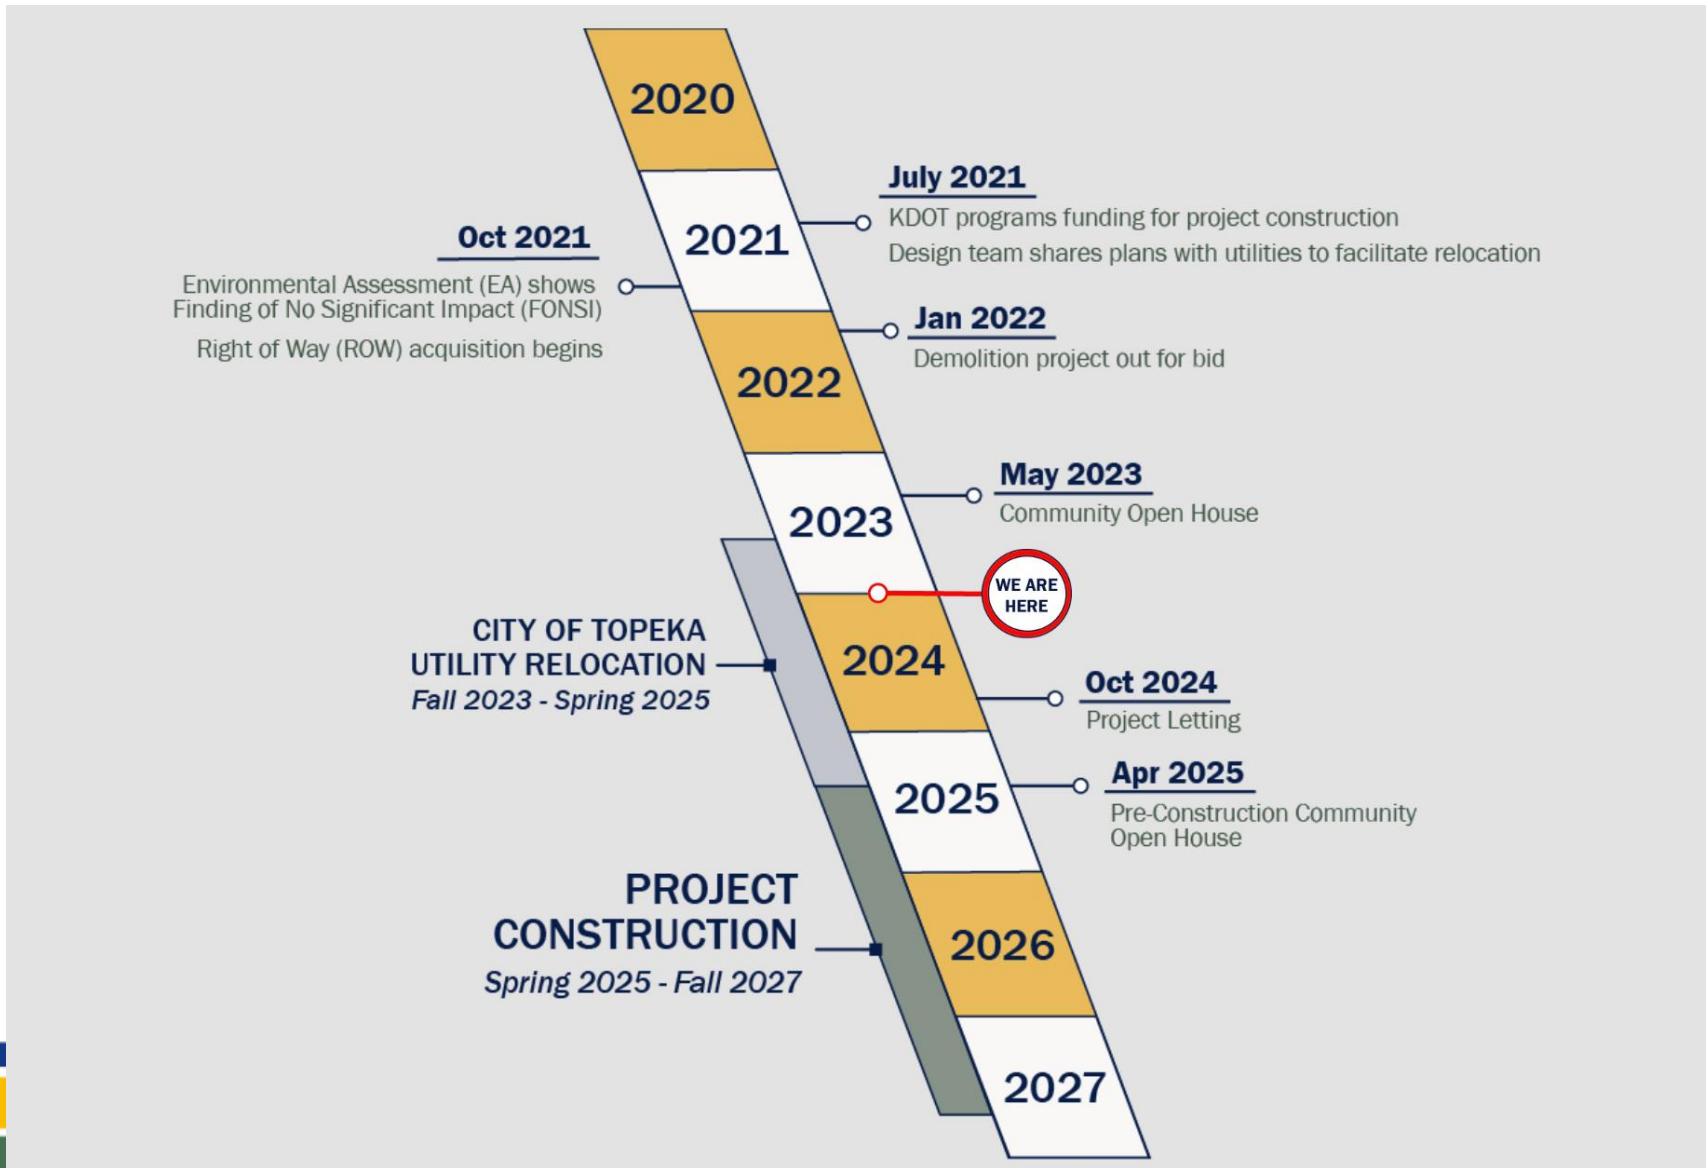 2020
July 2021
KDOT programs funding for project construction
Design team shares plans with utilities to facilitate relocation
2021
Oct 2021
Environmental Assessment (EA) shows
Finding of No Significant Impact (FONSI)
Right of Way (ROW) acquisition begins
Jan 2022
Demolition project out for bid
2022
May 2023
Community Open House
2023
WE ARE
HERE
CITY OF TOPEKA
UTILITY RELOCATION
Fall 2023 - Spring 2025
2024
Oct 2024
Project Letting
Apr 2025
Pre-Construction Community
Open House
2025
PROJECT
CONSTRUCTION
Spring 2025 - Fall 2027
2026
2027